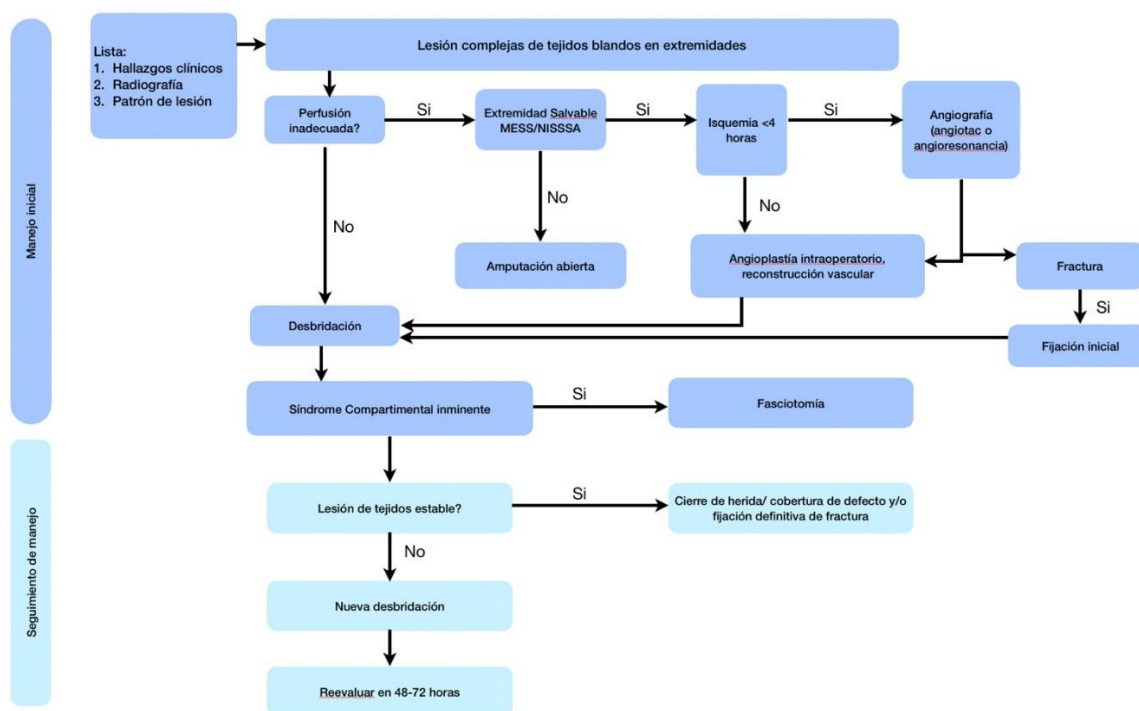 Manejo inicial
Lista:
1. Hallazgos clínicos
2. Radiografía
3. Patrón de lesión
Lesión complejas de tejidos blandos en extremidades
Perfusión
inadecuada?
Si
Extremidad Salvable
MESS/NISSSA
Si
Isquemia <4
horas
Si
Angiografía
(angiotac o
angioresonancia)
No
No
No
Amputación abierta
Angioplastía intraoperatorio,
reconstrucción vascular
Fractura
Si
Desbridación
Fijación inicial
Síndrome Compartimental inminente
Si
Fasciotomía
Seguimiento de manejo
Lesión de tejidos estable?
Si
Cierre de herida/ cobertura de defecto y/o
fijación definitiva de fractura
No
Nueva desbridación
Reevaluar en 48-72 horas